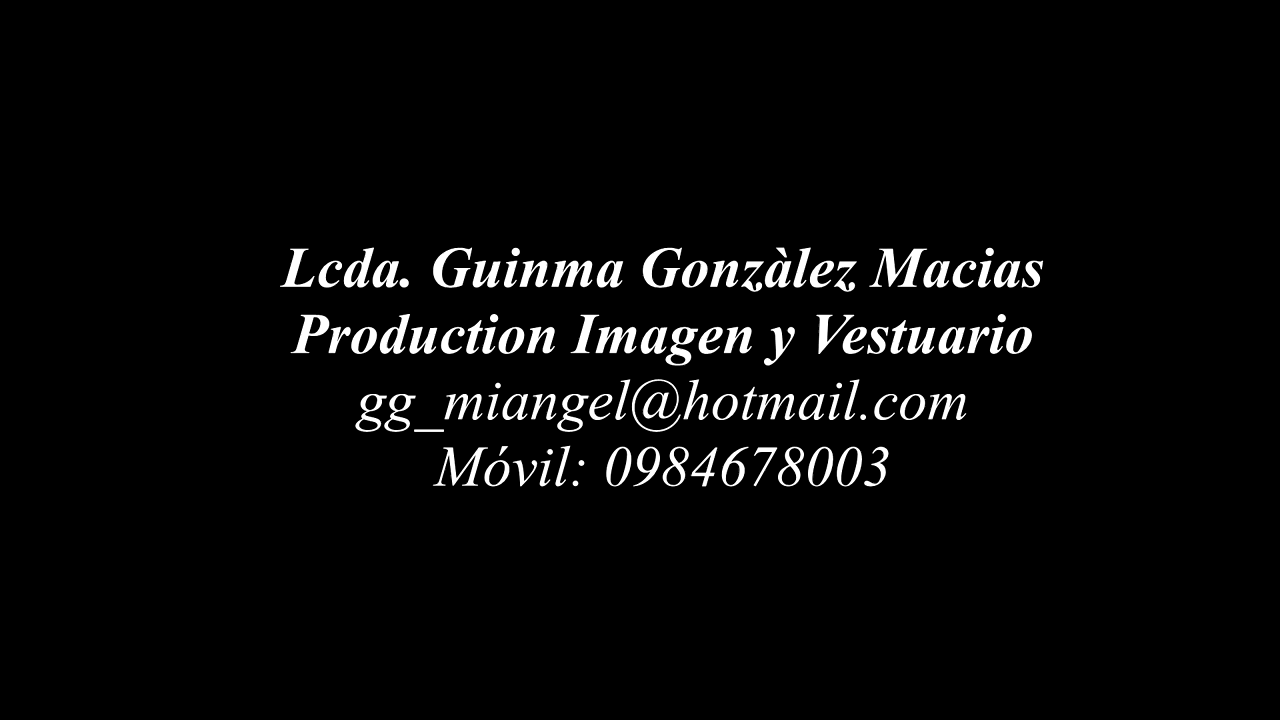 Lcda. Guinma Gonzàlez Macias
Production Imagen y Vestuario
gg_miangel@hotmail.com
Móvil: 0984678003